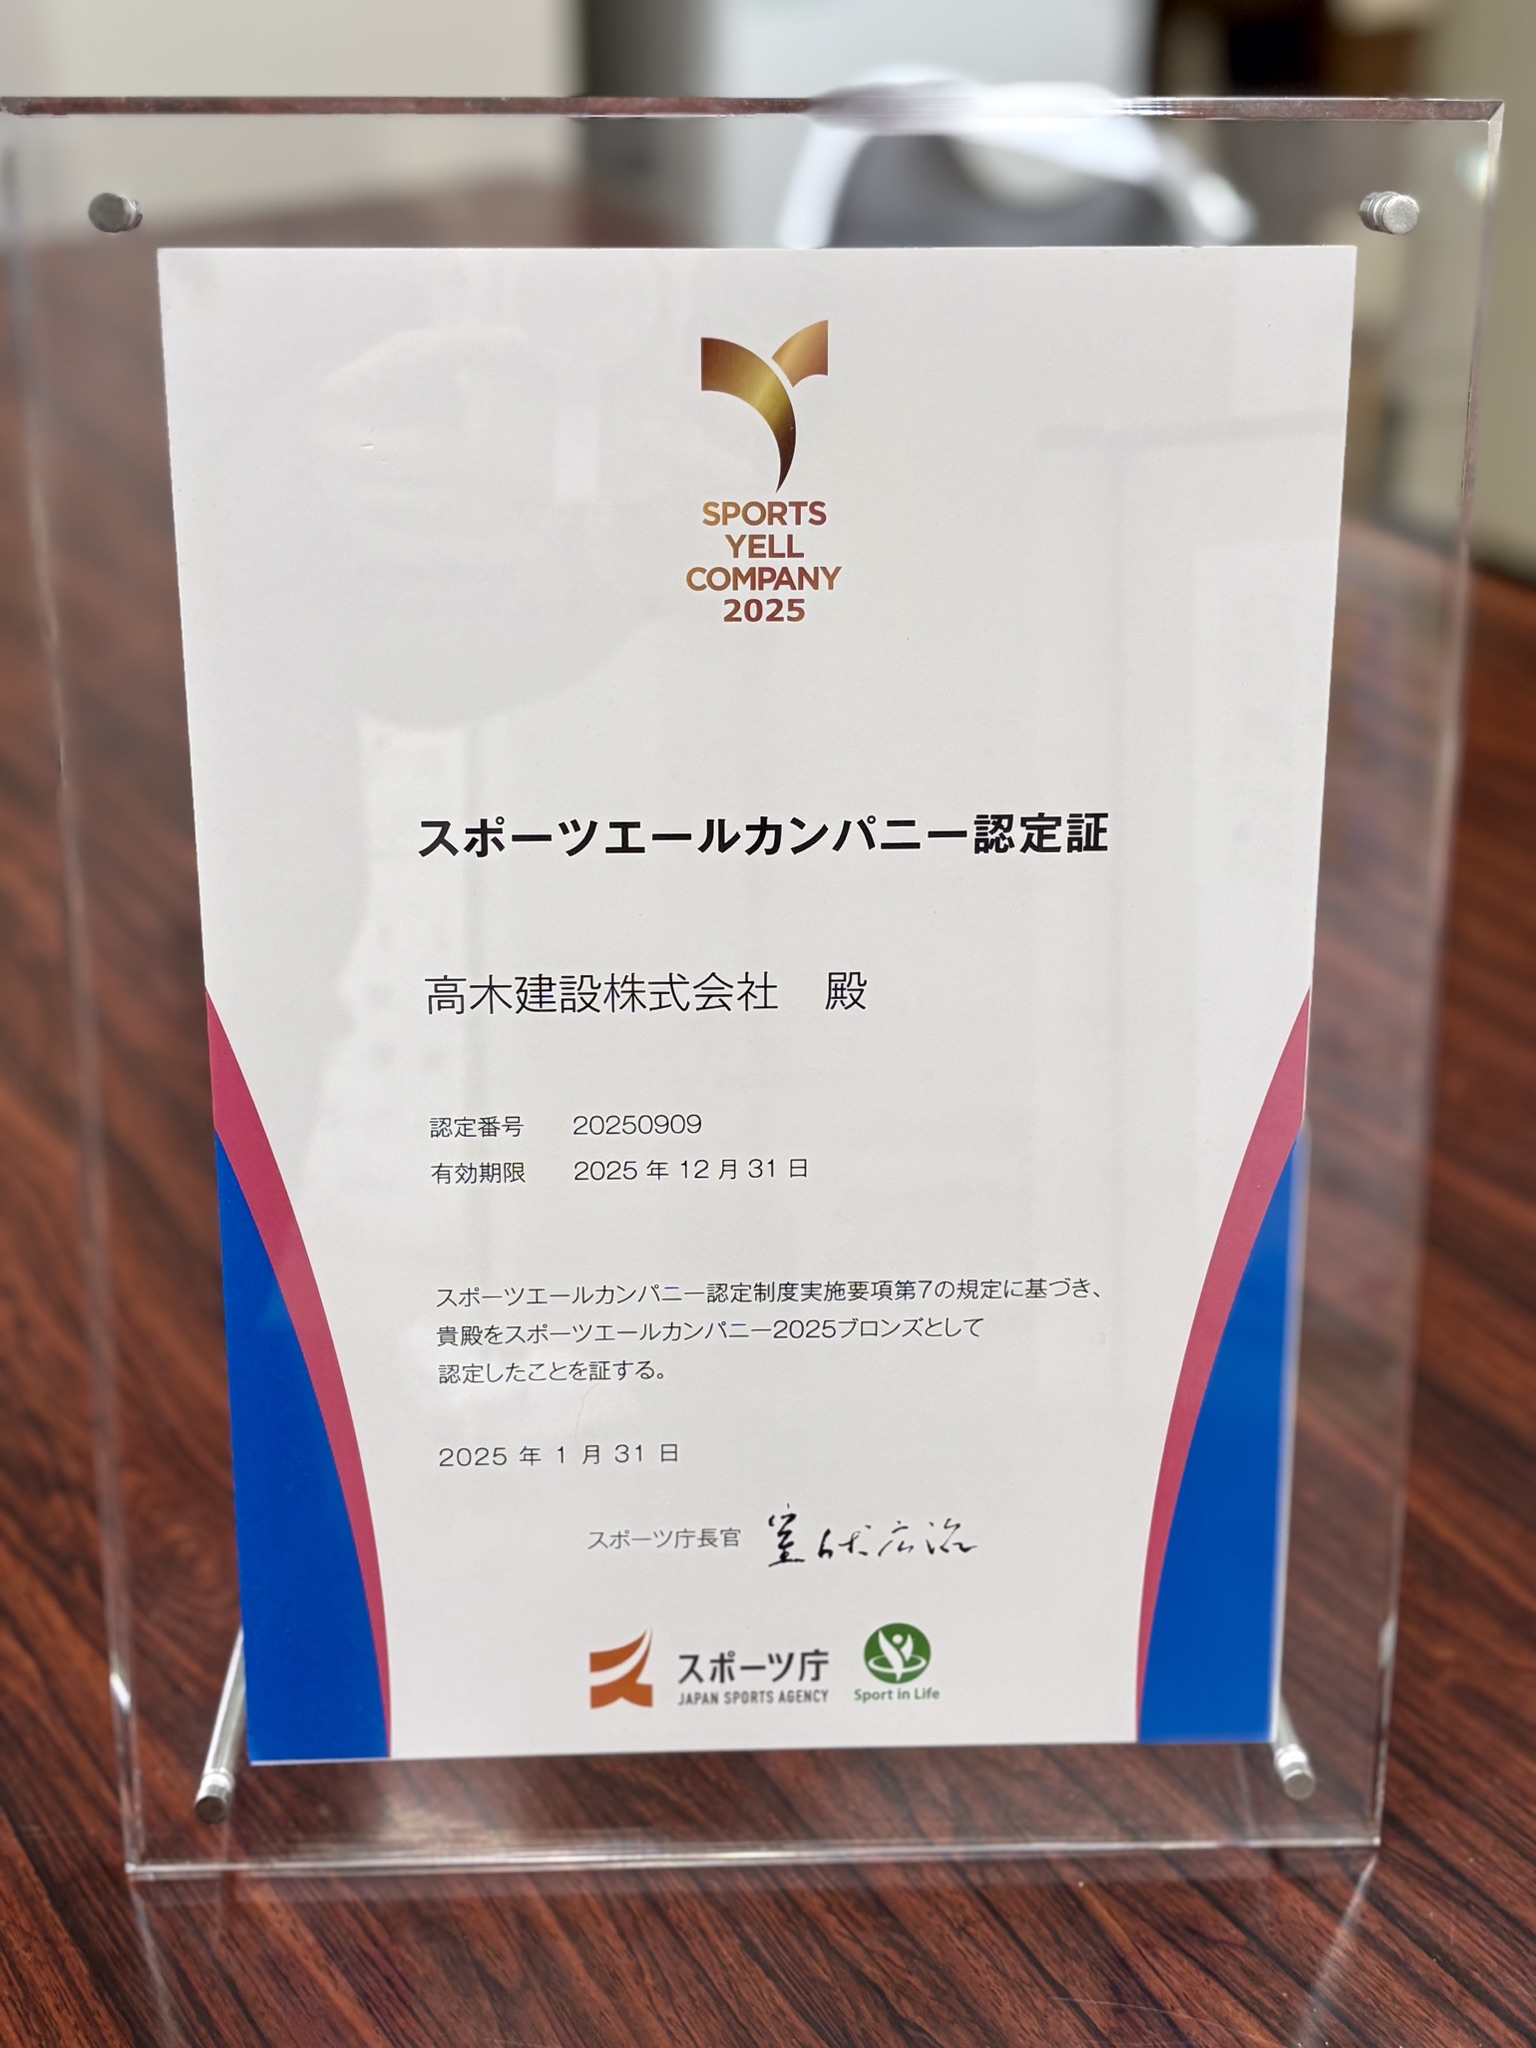 SPORTS
YELL
COMPANY
2025
スポーツエールカンパニー認定証
高木建設株式会社　殿
認定番号　20250909
有効期限　2025 年 12 月 31 日
スポーツエールカンパニー認定制度実施要項第7の規定に基づき、
貴殿をスポーツエールカンパニー2025ブロンズとして
認定したことを証する。
2025 年 1 月 31 日
スポーツ庁長官　室伏広治
スポーツ庁
JAPAN SPORTS AGENCY
Sport in Life